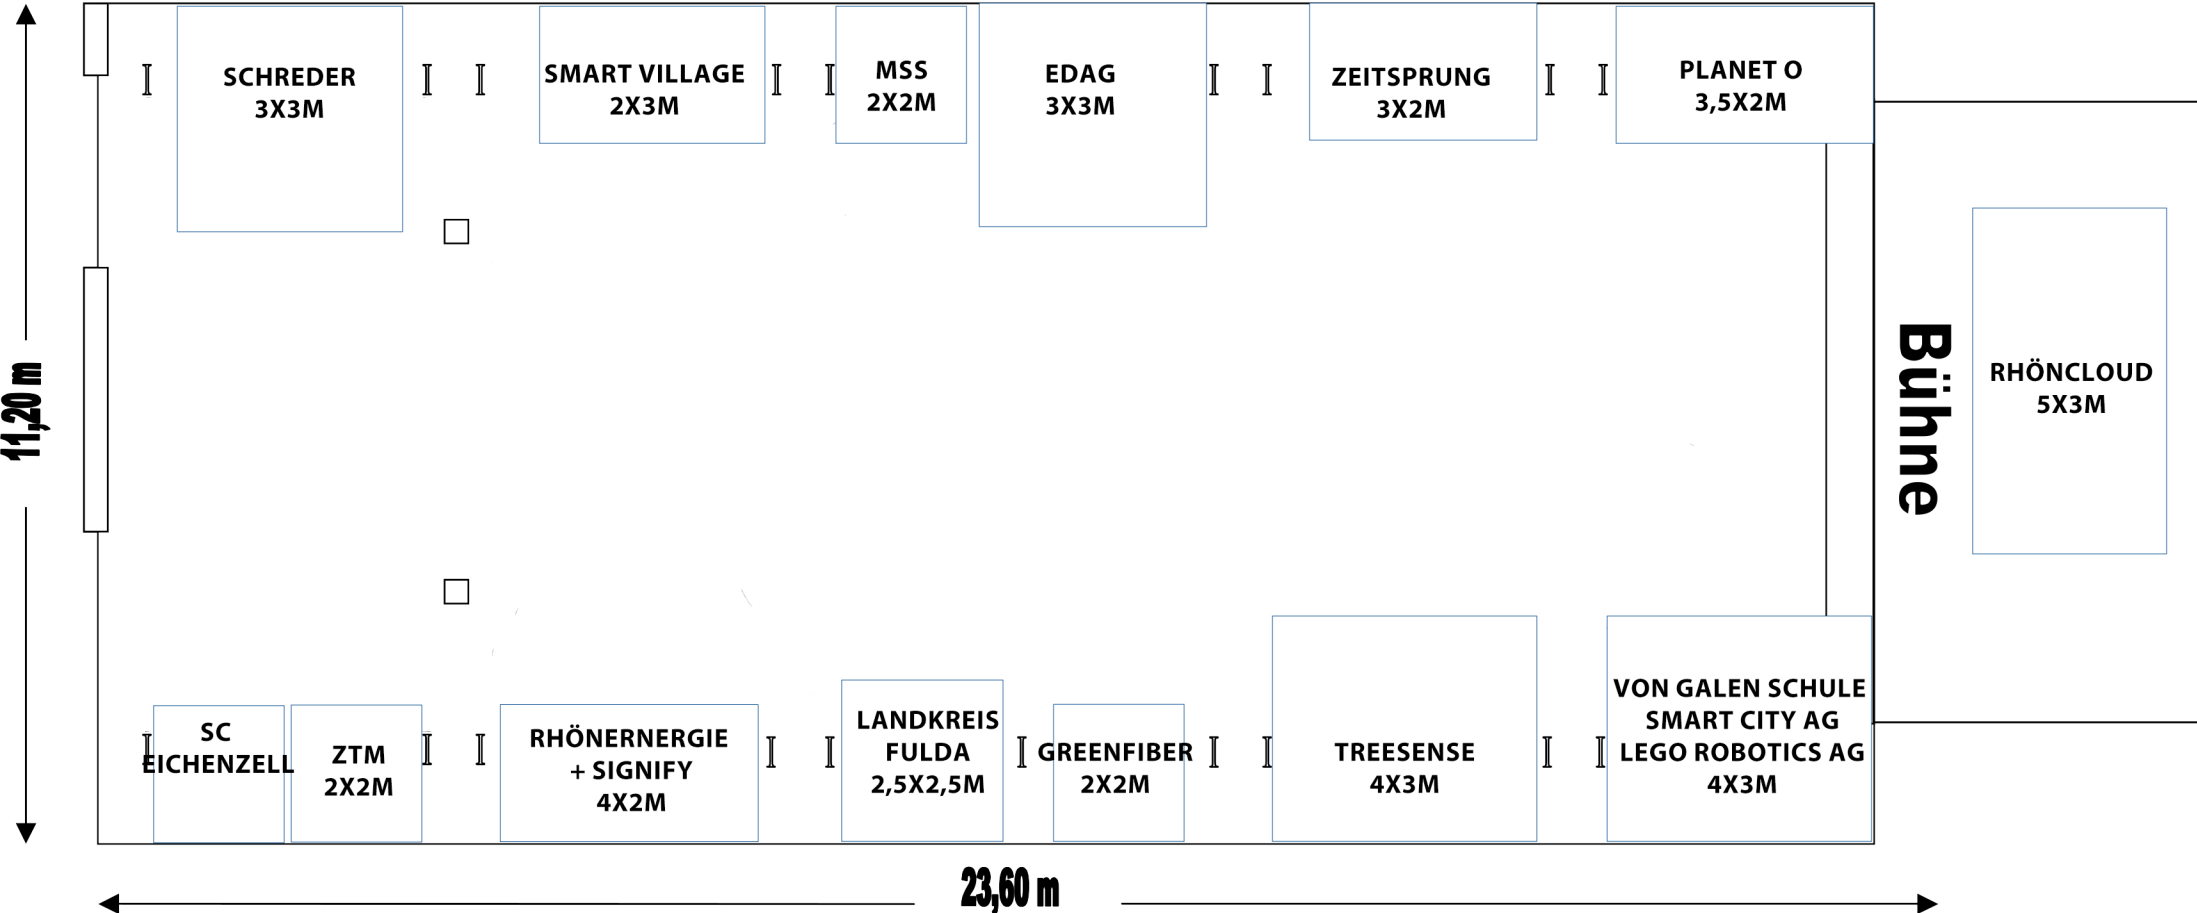 SCHREDER
3X3M
SMART VILLAGE
2X3M
MSS
2X2M
EDAG
3X3M
ZEITSPRUNG
3X2M
PLANET O
3,5X2M
11,20 m
Bühne
RHÖNCLOUD
5X3M
SC
EICHENZELL
ZTM
2X2M
RHÖNERNERGIE
+ SIGNIFY
4X2M
LANDKREIS
FULDA
2,5X2,5M
GREENFIBER
2X2M
TREESENSE
4X3M
VON GALEN SCHULE
SMART CITY AG
LEGO ROBOTICS AG
4X3M
23,60 m